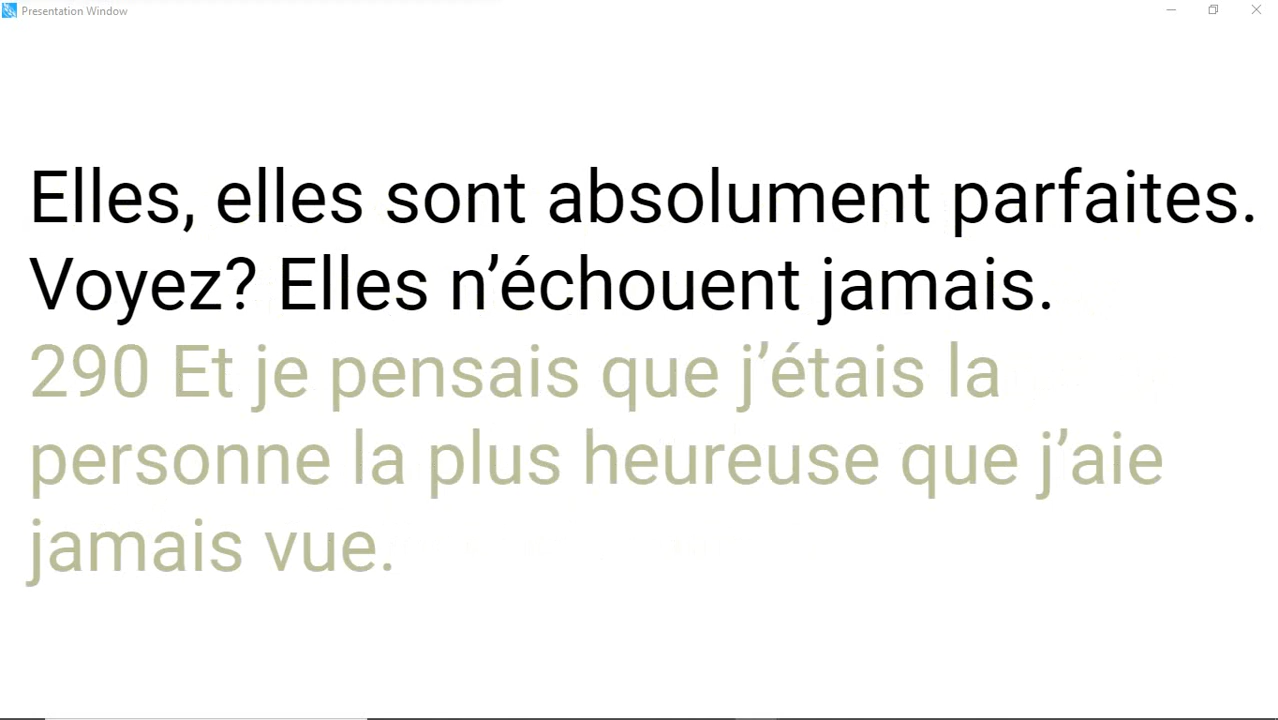 Presentation Window
Elles, elles sont absolument parfaites.
Voyez? Elles n’échouent jamais.
290 Et je pensais que j’étais la
personne la plus heureuse que j’aie
jamais vue.